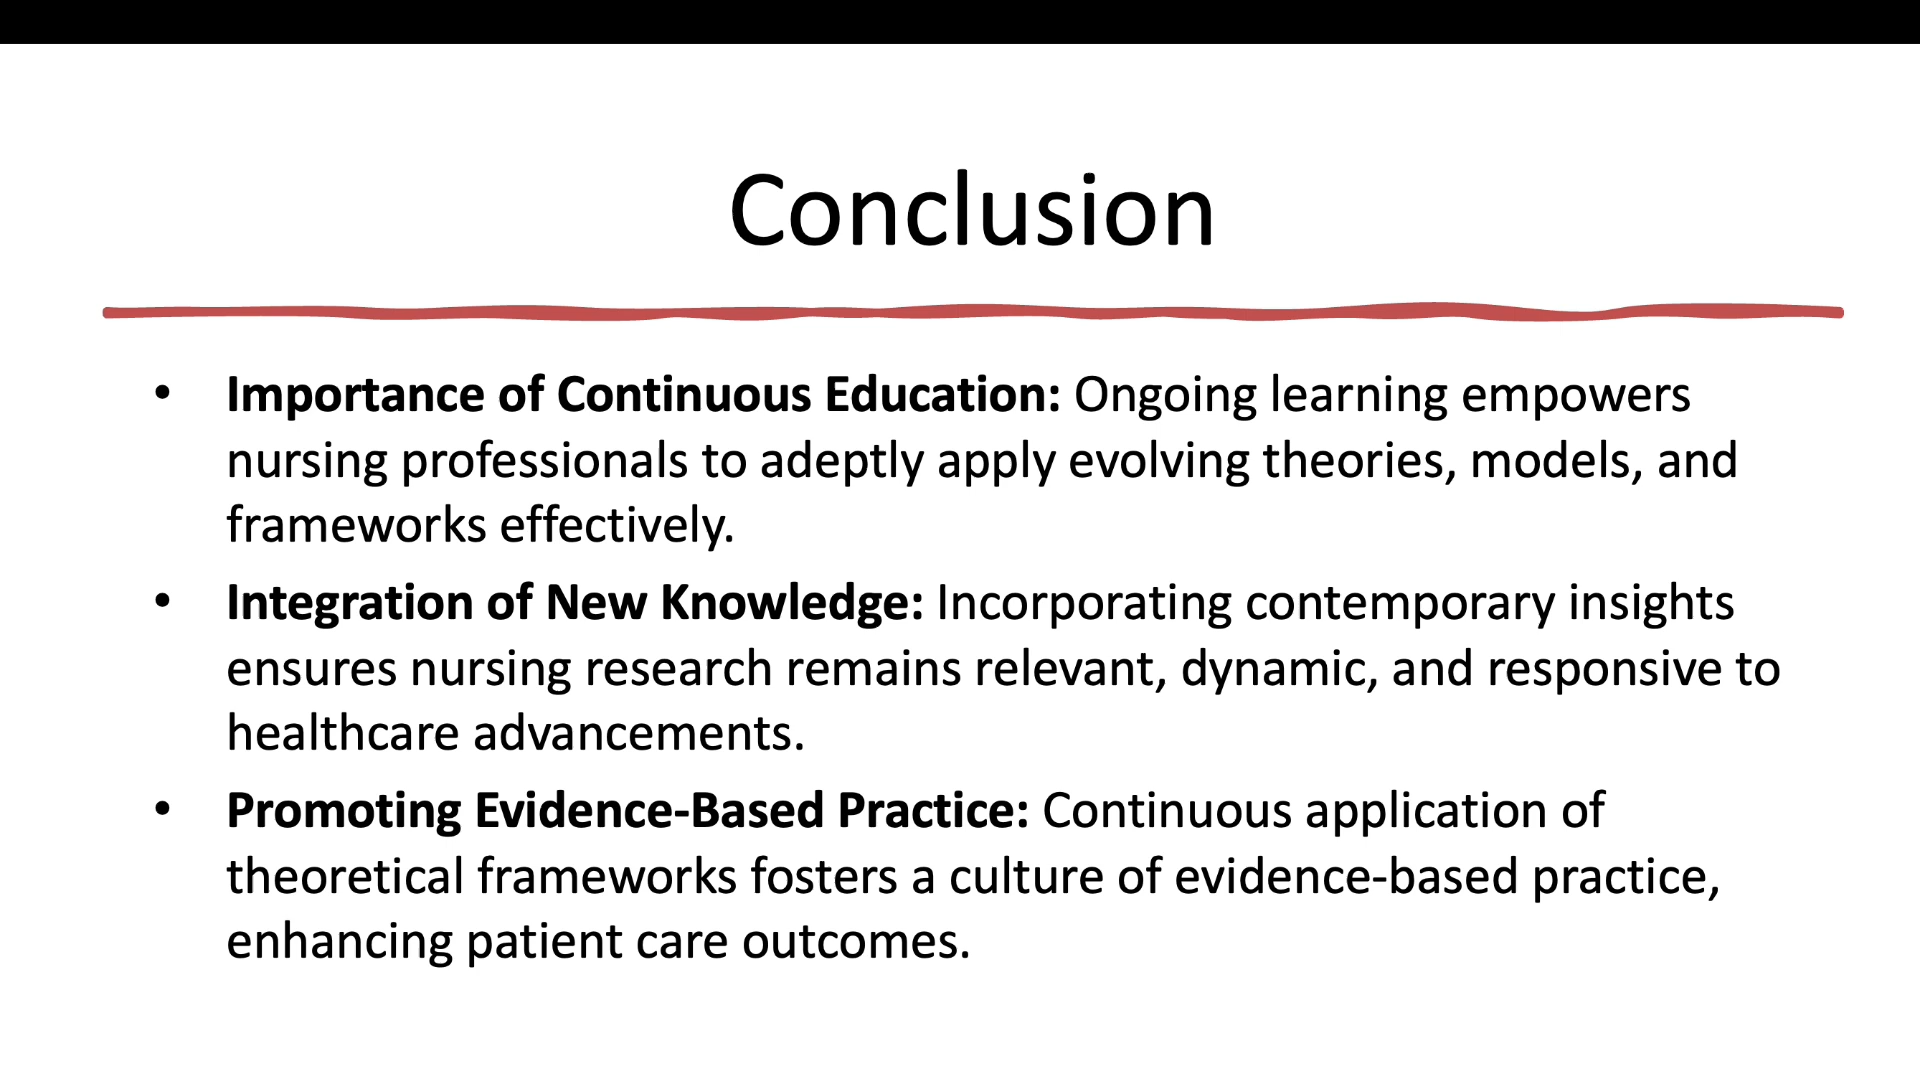 Conclusion
• Importance of Continuous Education: Ongoing learning empowers
nursing professionals to adeptly apply evolving theories, models, and
frameworks effectively.
• Integration of New Knowledge: Incorporating contemporary insights
ensures nursing research remains relevant, dynamic, and responsive to
healthcare advancements.
• Promoting Evidence-Based Practice: Continuous application of
theoretical frameworks fosters a culture of evidence-based practice,
enhancing patient care outcomes.